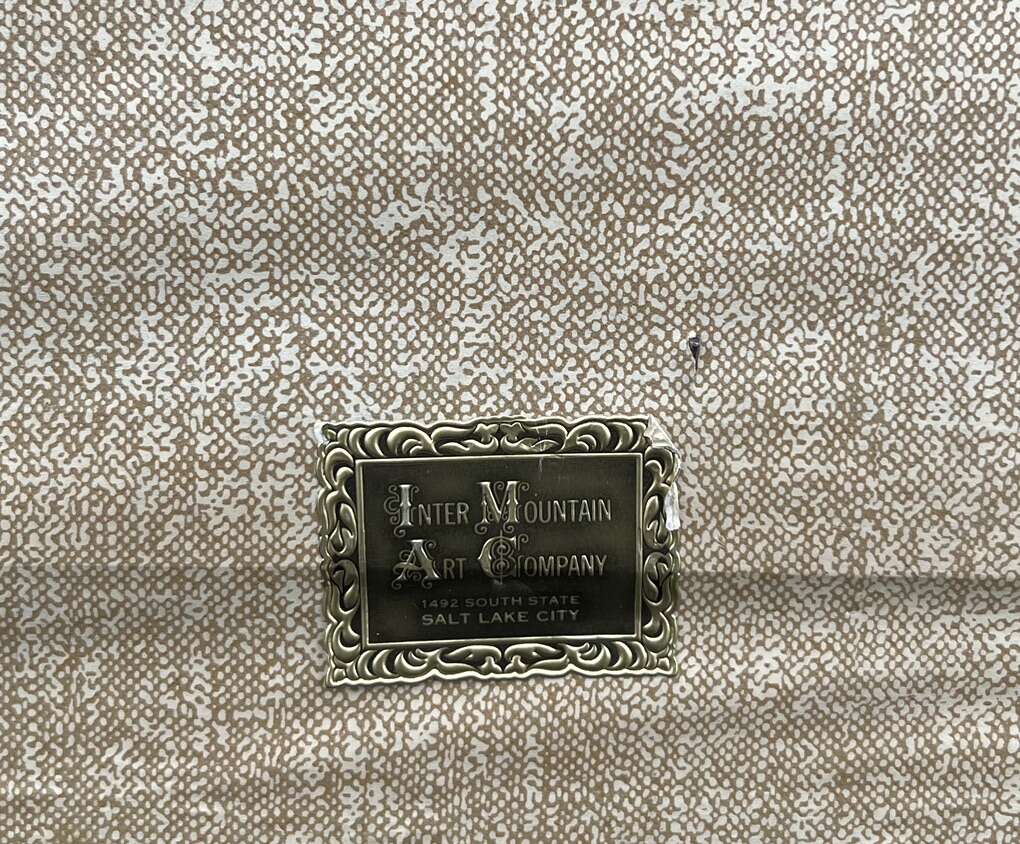 INTER MOUNTAIN
ART COMPANY
1492 SOUTH STATE
SALT LAKE CITY